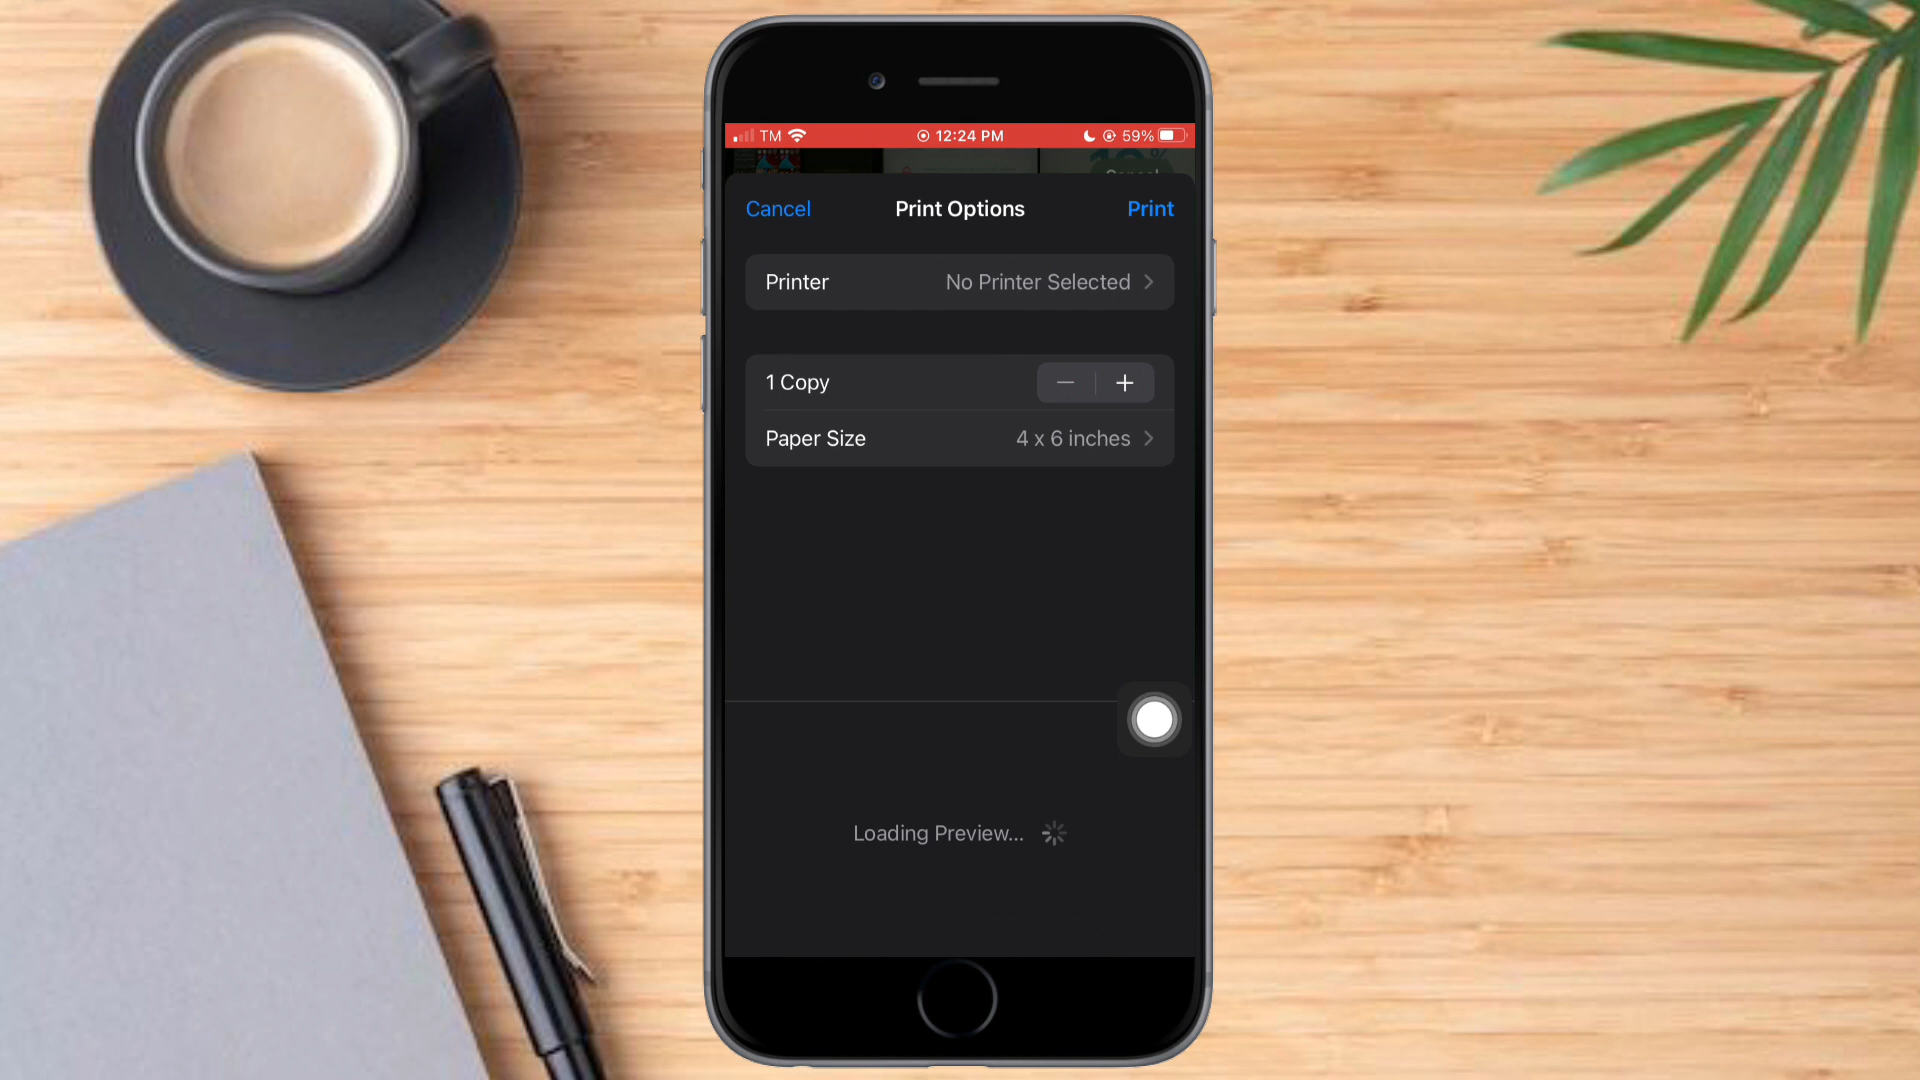 TM 12:24 PM 59%
Cancel
Cancel Print Options Print
Printer No Printer Selected
1 Copy
Paper Size 4 x 6 inches
Loading Preview...